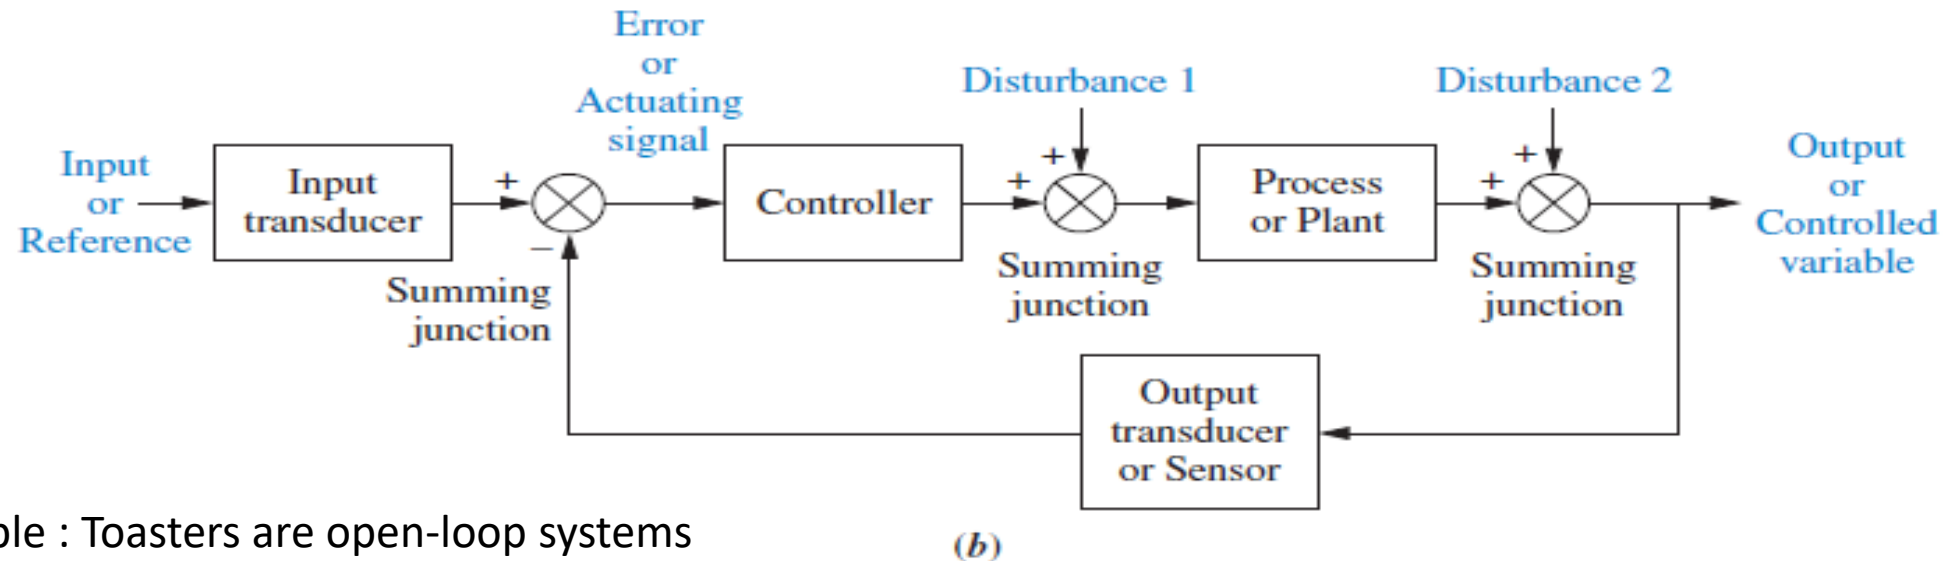 Error
or
Actuating
signal
Disturbance 1
Disturbance 2
Input
or
Reference
Input
transducer
+
−
Summing
junction
Controller
+
+
Summing
junction
Process
or Plant
+
+
Summing
junction
Output
or
Controlled
variable
Output
transducer
or Sensor
: Toasters are open-loop systems
(b)